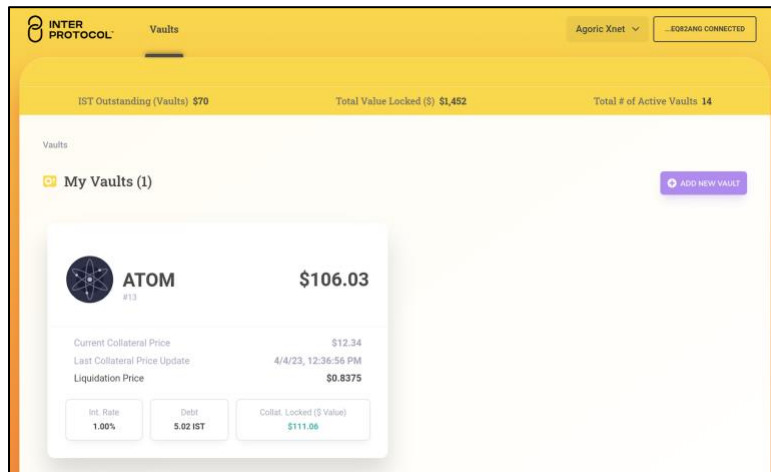 INTER
PROTOCOL
Vaults
Agoric Xnet
...EQ82ANG CONNECTED
IST Outstanding (Vaults) $70
Total Value Locked ($) $1,452
Total # of Active Vaults 14
Vaults
My Vaults (1)
ADD NEW VAULT
ATOM
#13
$106.03
Current Collateral Price $12.34
Last Collateral Price Update 4/4/23, 12:36:56 PM
Liquidation Price $0.8375
Int. Rate
1.00%
Debt
5.02 IST
Collat. Locked ($ Value)
$111.06